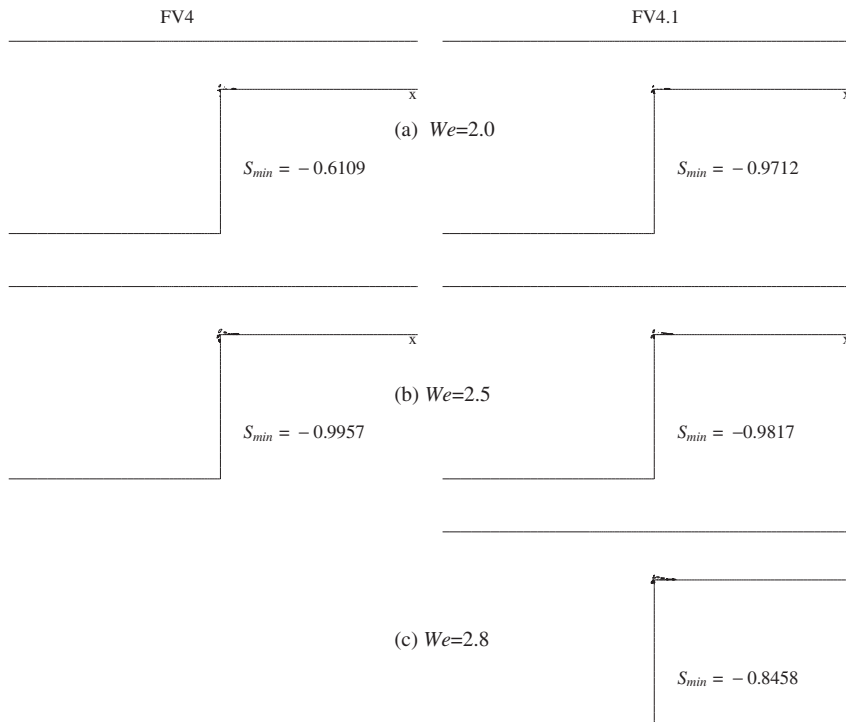 FV4 FV4.1
x x
(a) We=2.0
S_min = − 0.6109 S_min = − 0.9712
x x
(b) We=2.5
S_min = − 0.9957 S_min = −0.9817
(c) We=2.8
S_min = − 0.8458